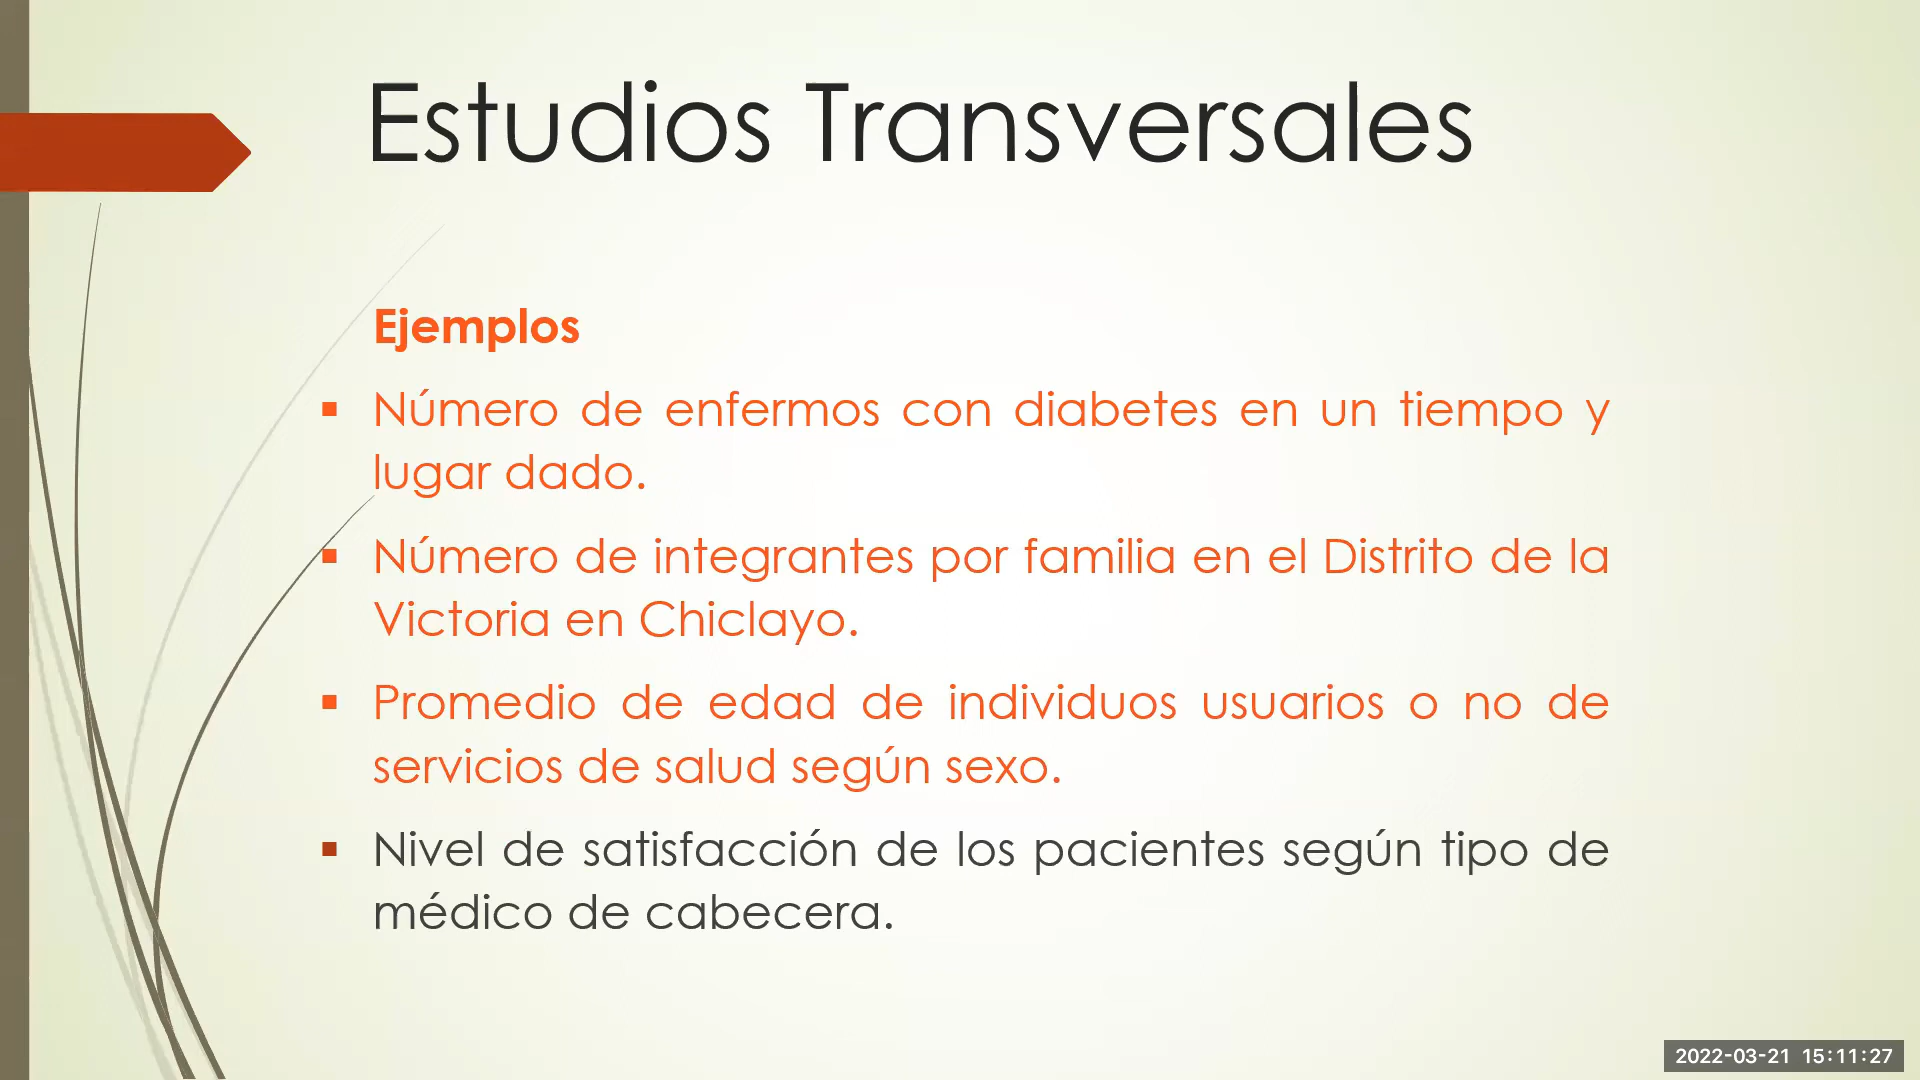 Estudios Transversales
Ejemplos
Número de enfermos con diabetes en un tiempo y
lugar dado.
Número de integrantes por familia en el Distrito de la
Victoria en Chiclayo.
Promedio de edad de individuos usuarios o no de
servicios de salud según sexo.
Nivel de satisfacción de los pacientes según tipo de
médico de cabecera.
2022-03-21 15:11:27